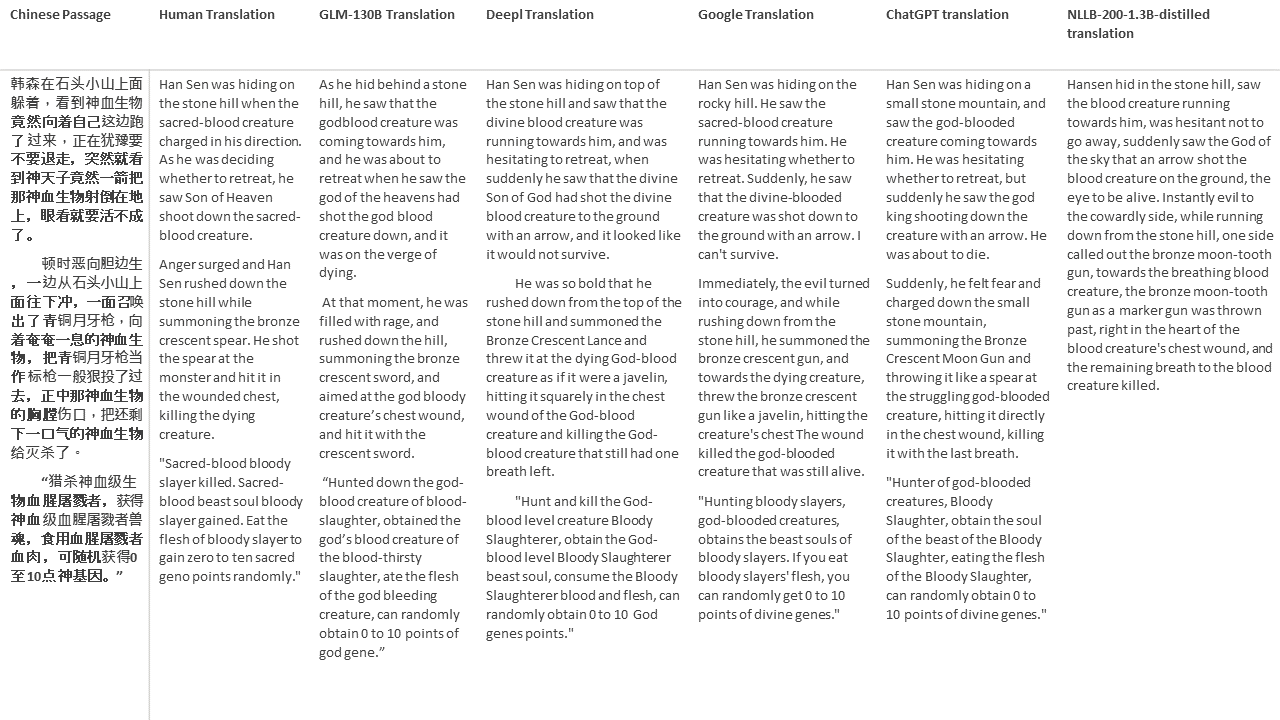 Chinese Passage
Human Translation
GLM-130B Translation
Deepl Translation
Google Translation
ChatGPT translation
NLLB-200-1.3B-distilled
translation
韩森在石头小山上面
躲着，看到神血生物
竟然向着自己这边跑
了过来，正在犹豫要
不要退走，突然就看
到神天子竟然一箭把
那神血生物射倒在地
上，眼看就要活不成
了。
顿时恶向胆边生
，一边从石头小山上
面往下冲，一面召唤
出了青铜月牙枪，向
着奄奄一息的神血生
物，把青铜月牙枪当
作标枪一般狠投了过
去，正中那神血生物
的胸膛伤口，把还剩
下一口气的神血生物
给灭杀了。
“猎杀神血级生
物血腥屠戮者，获得
神血级血腥屠戮者兽
魂，食用血腥屠戮者
血肉，可随机获得0
至10点神基因。”
Han Sen was hiding on
the stone hill when the
sacred-blood creature
charged in his direction.
As he was deciding
whether to retreat, he
saw Son of Heaven
shoot down the sacred-
blood creature.
Anger surged and Han
Sen rushed down the
stone hill while
summoning the bronze
crescent spear. He shot
the spear at the
monster and hit it in
the wounded chest,
killing the dying
creature.
"Sacred-blood bloody
slayer killed. Sacred-
blood beast soul bloody
slayer gained. Eat the
flesh of bloody slayer to
gain zero to ten sacred
geno points randomly."
As he hid behind a stone
hill, he saw that the
godblood creature was
coming towards him,
and he was about to
retreat when he saw the
god of the heavens had
shot the god blood
creature down, and it
was on the verge of
dying.
At that moment, he was
filled with rage, and
rushed down the hill,
summoning the bronze
crescent sword, and
aimed at the god bloody
creature’s chest wound,
and hit it with the
crescent sword.
“Hunted down the god-
blood creature of blood-
slaughter, obtained the
god’s blood creature of
the blood-thirsty
slaughter, ate the flesh
of the god bleeding
creature, can randomly
obtain 0 to 10 points of
god gene.”
Han Sen was hiding on top of
the stone hill and saw that the
divine blood creature was
running towards him, and was
hesitating to retreat, when
suddenly he saw that the divine
Son of God had shot the divine
blood creature to the ground
with an arrow, and it looked like
it would not survive.
He was so bold that he
rushed down from the top of the
stone hill and summoned the
Bronze Crescent Lance and
threw it at the dying God-blood
creature as if it were a javelin,
hitting it squarely in the chest
wound of the God-blood
creature and killing the God-
blood creature that still had one
breath left.
"Hunt and kill the God-
blood level creature Bloody
Slaughterer, obtain the God-
blood level Bloody Slaughterer
beast soul, consume the Bloody
Slaughterer blood and flesh, can
randomly obtain 0 to 10 God
genes points."
Han Sen was hiding on the
rocky hill. He saw the
sacred-blood creature
running towards him. He
was hesitating whether to
retreat. Suddenly, he saw
that the divine-blooded
creature was shot down to
the ground with an arrow. I
can't survive.
Immediately, the evil turned
into courage, and while
rushing down from the
stone hill, he summoned the
bronze crescent gun, and
towards the dying creature,
threw the bronze crescent
gun like a javelin, hitting the
creature's chest The wound
killed the god-blooded
creature that was still alive.
"Hunting bloody slayers,
god-blooded creatures,
obtains the beast souls of
bloody slayers. If you eat
bloody slayers' flesh, you
can randomly get 0 to 10
points of divine genes."
Han Sen was hiding on a
small stone mountain, and
saw the god-blooded
creature coming towards
him. He was hesitating
whether to retreat, but
suddenly he saw the god
king shooting down the
creature with an arrow. He
was about to die.
Suddenly, he felt fear and
charged down the small
stone mountain,
summoning the Bronze
Crescent Moon Gun and
throwing it like a spear at
the struggling god-blooded
creature, hitting it directly
in the chest wound, killing
it with the last breath.
"Hunter of god-blooded
creatures, Bloody
Slaughter, obtain the soul
of the beast of the Bloody
Slaughter, eating the flesh
of the Bloody Slaughter,
can randomly obtain 0 to
10 points of divine genes."
Hansen hid in the stone hill, saw
the blood creature running
towards him, was hesitant not to
go away, suddenly saw the God of
the sky that an arrow shot the
blood creature on the ground, the
eye to be alive. Instantly evil to
the cowardly side, while running
down from the stone hill, one side
called out the bronze moon-tooth
gun, towards the breathing blood
creature, the bronze moon-tooth
gun as a marker gun was thrown
past, right in the heart of the
blood creature's chest wound, and
the remaining breath to the blood
creature killed.